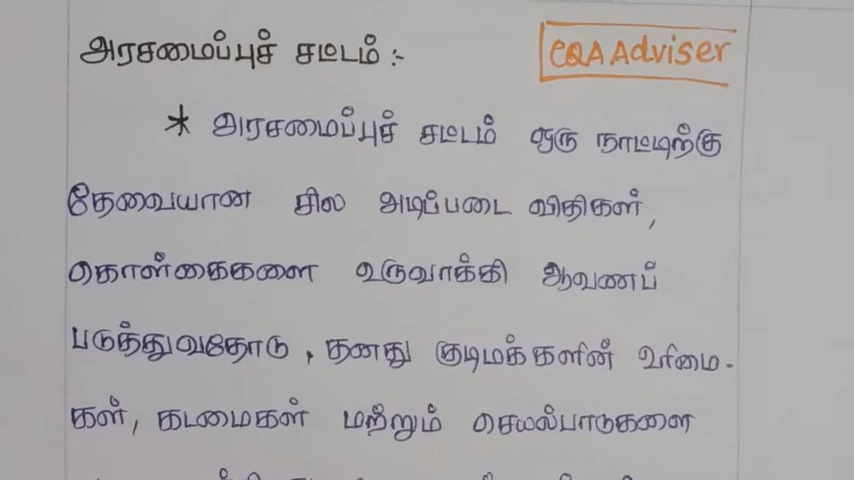 அரசமைப்புச் சட்டம் :-
CQA Adviser
* அரசமைப்புச் சட்டம் ஒரு நாட்டிற்கு
தேவையான சில அடிப்படை விதிகள்,
கொள்கைகளை உருவாக்கி ஆவணப்
படுத்துவதோடு, தனது குடிமக்களின் உரிமை-
கள், கடமைகள் மற்றும் செயல்பாடுகளை